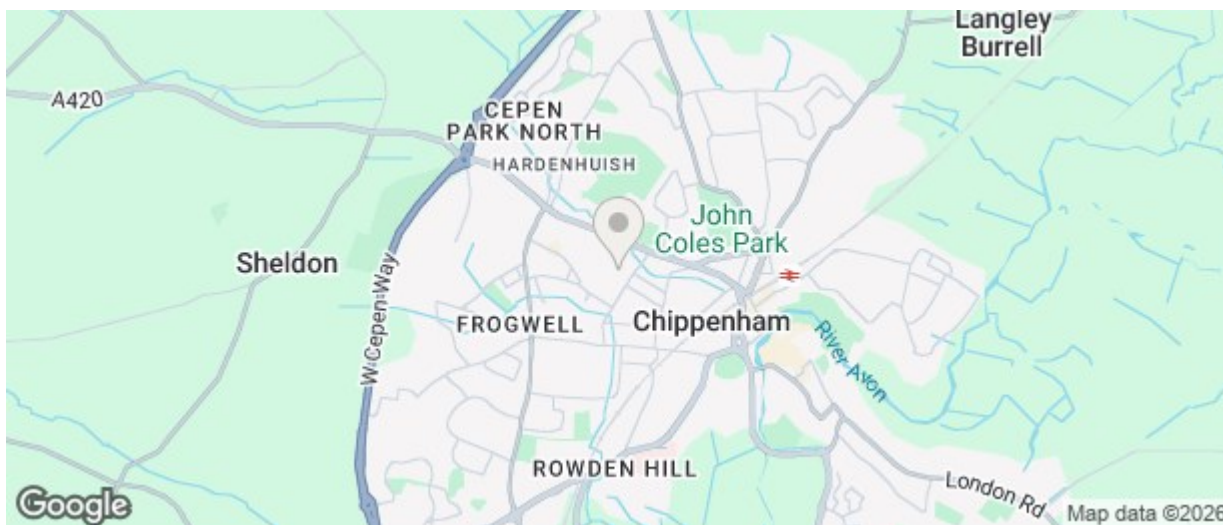 Langley
Burrell
A420
CEPEN
PARK NORTH
HARDENHUISH
John
Coles Park
Sheldon
W Cepen Way
FROGWELL
Chippenham
River Avon
ROWDEN HILL
London Rd
Google
Map data ©2026